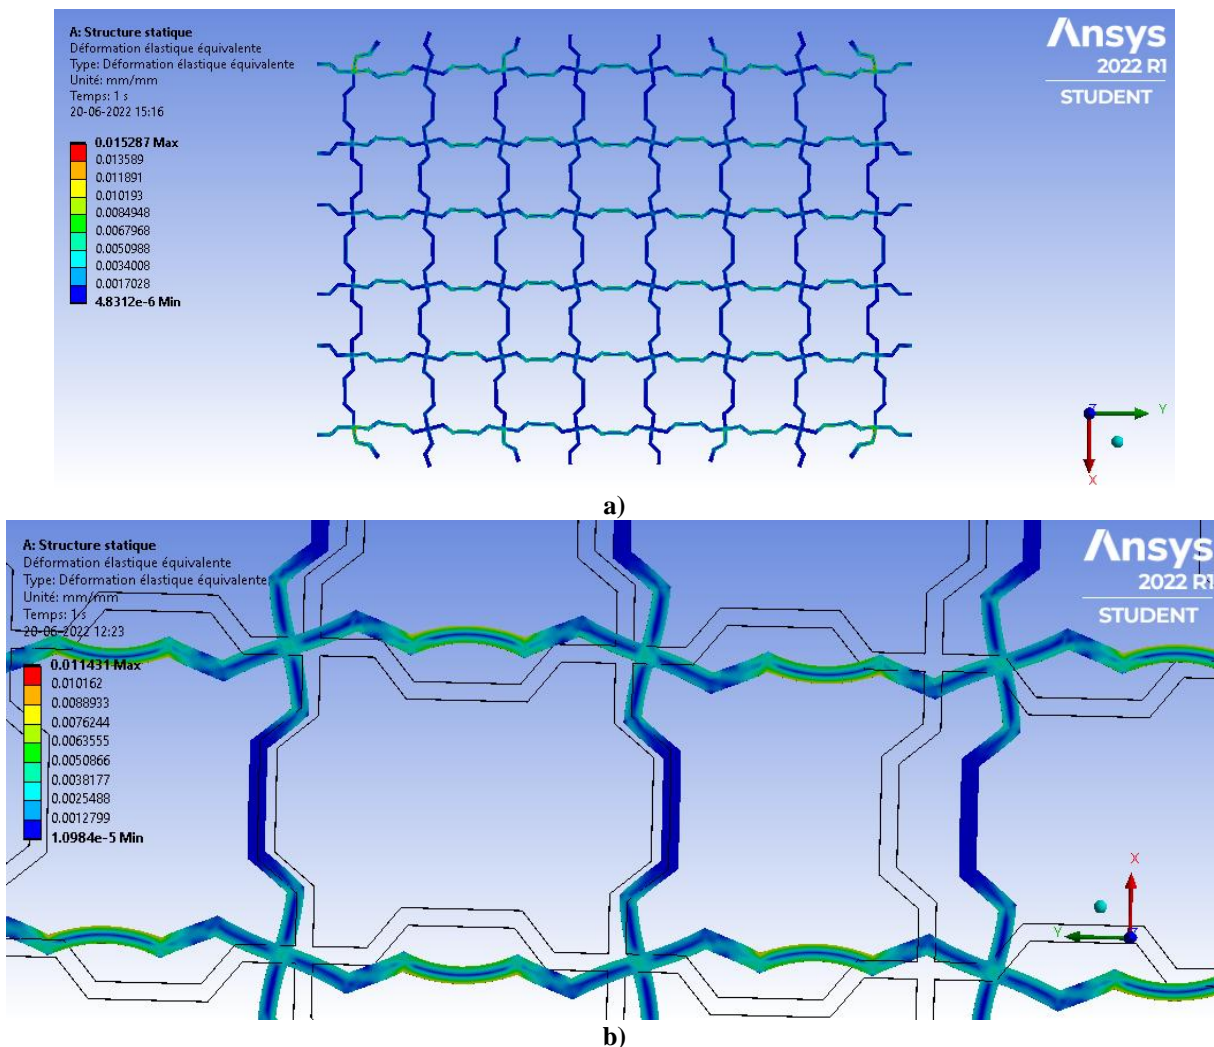 A: Structure statique
Déformation élastique équivalente
Type: Déformation élastique équivalente
Unité: mm/mm
Temps: 1 s
20-06-2022 15:16
0.015287 Max
0.013589
0.011891
0.010193
0.0084948
0.0067968
0.0050988
0.0034008
0.0017028
4.8312e-6 Min
Ansys
2022 R1
STUDENT
Z
Y
X
a)
A: Structure statique
Déformation élastique équivalente
Type: Déformation élastique équivalente
Unité: mm/mm
Temps: 1 s
20-06-2022 12:23
0.011431 Max
0.010162
0.0088933
0.0076244
0.0063555
0.0050866
0.0038177
0.0025488
0.0012799
1.0984e-5 Min
Ansys
2022 R1
STUDENT
X
Y
Z
b)